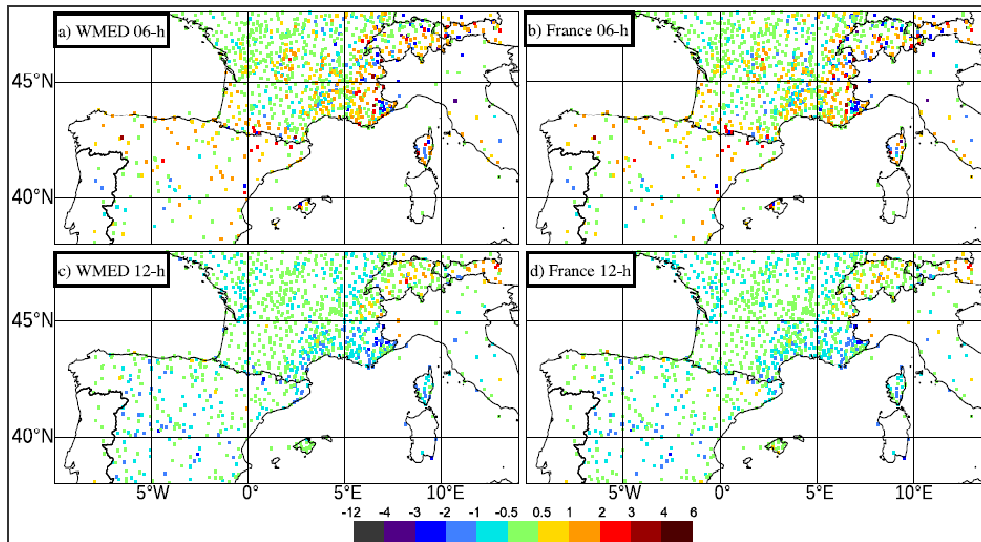 a) WMED 06-h
b) France 06-h
45°N
40°N
c) WMED 12-h
d) France 12-h
45°N
40°N
5°W 0° 5°E 10°E 5°W 0° 5°E 10°E
-12 -4 -3 -2 -1 -0.5 0.5 1 2 3 4 6